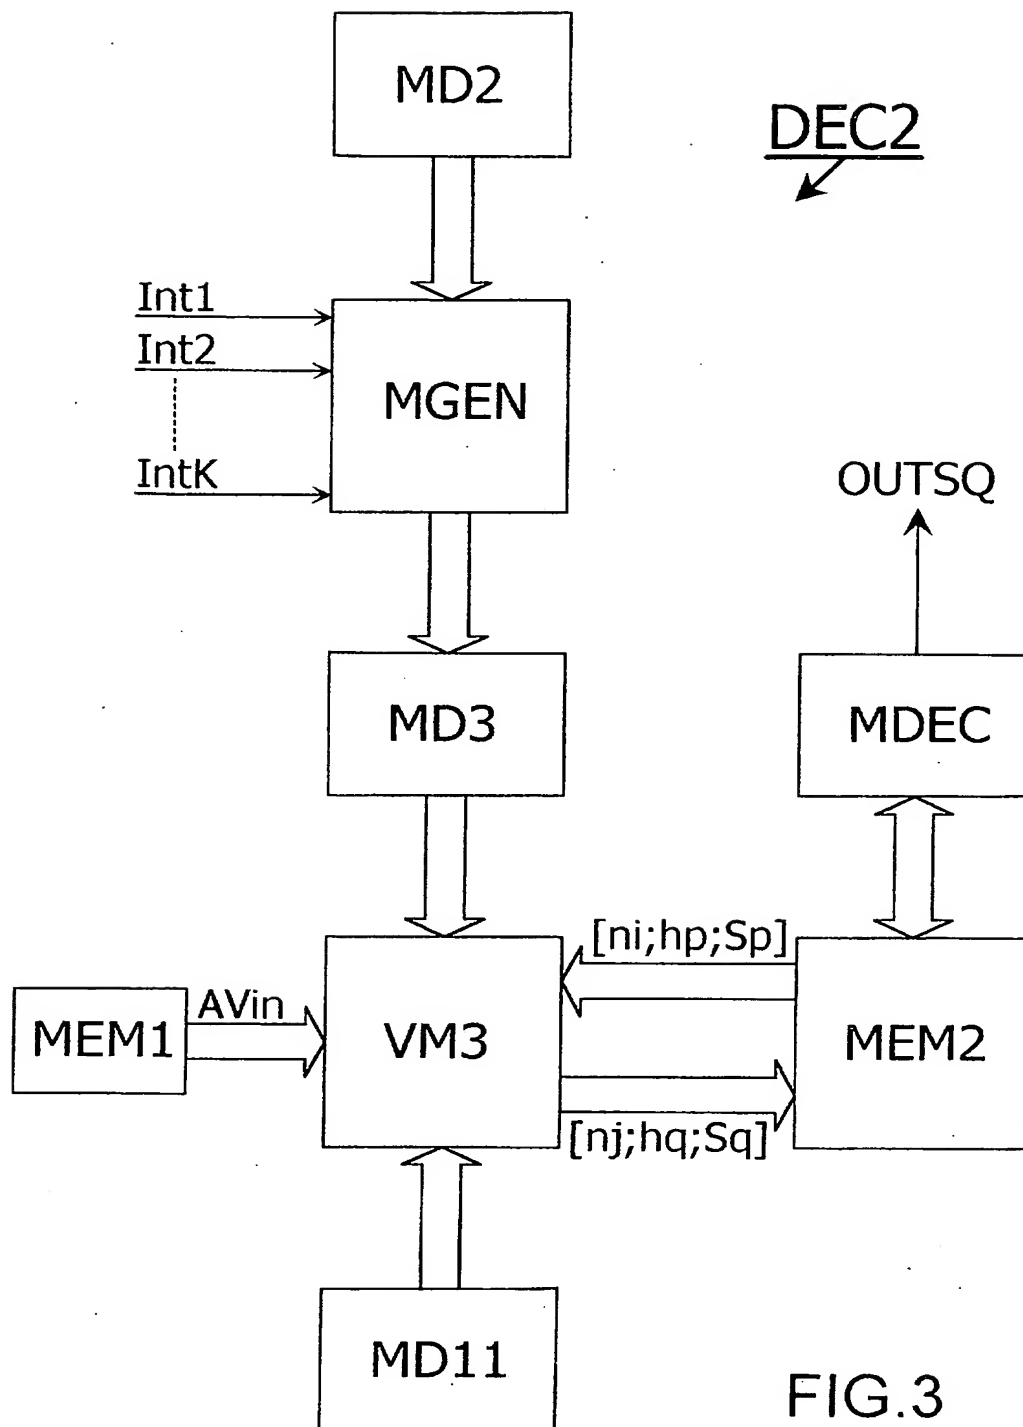 MD2
DEC2
Int1
Int2
MGEN
IntK
OUTSQ
MD3
MDEC
[ni;hp;Sp]
AVin
MEM1
VM3
MEM2
[nj;hq;Sq]
MD11
FIG.3